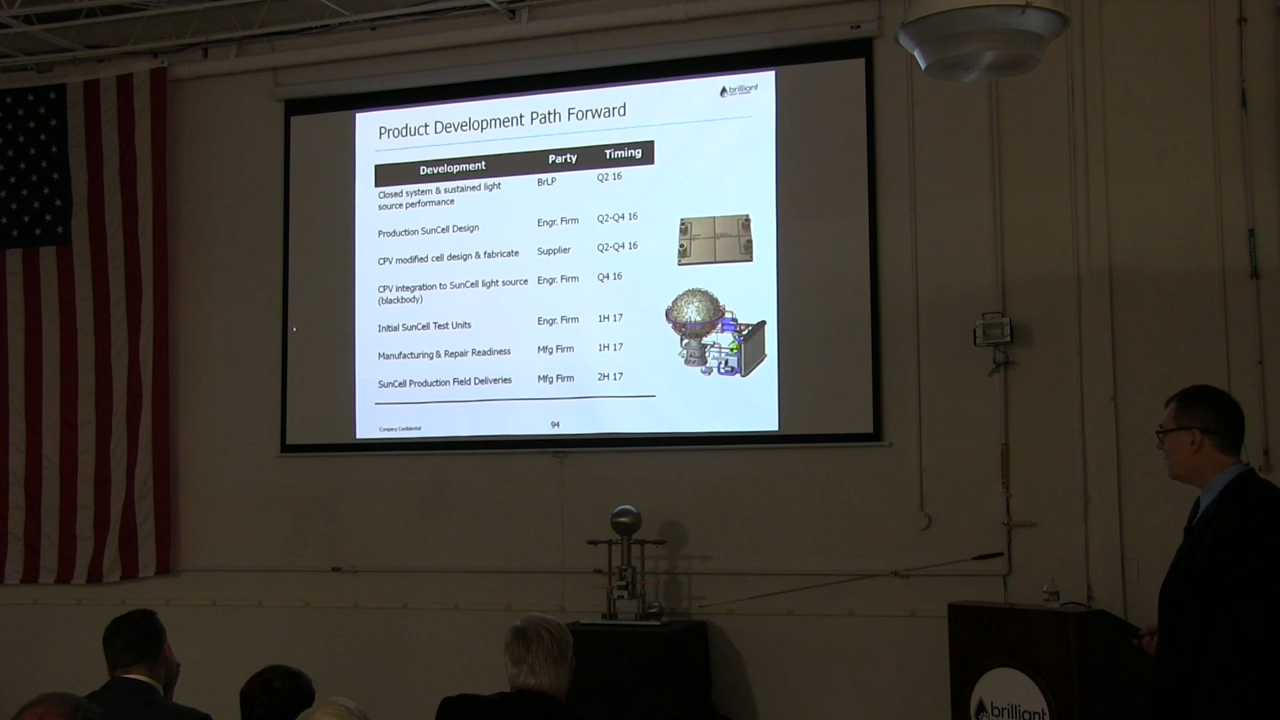 brilliant
Product Development Path Forward
Development Party Timing
Closed system & sustained light source performance BrLP Q2 16
Production SunCell Design Engr. Firm Q2-Q4 16
CPV modified cell design & fabricate Supplier Q2-Q4 16
CPV integration to SunCell light source (blackbody) Engr. Firm Q4 16
Initial SunCell Test Units Engr. Firm 1H 17
Manufacturing & Repair Readiness Mfg Firm 1H 17
SunCell Production Field Deliveries Mfg Firm 2H 17
Company Confidential 94
brilliant